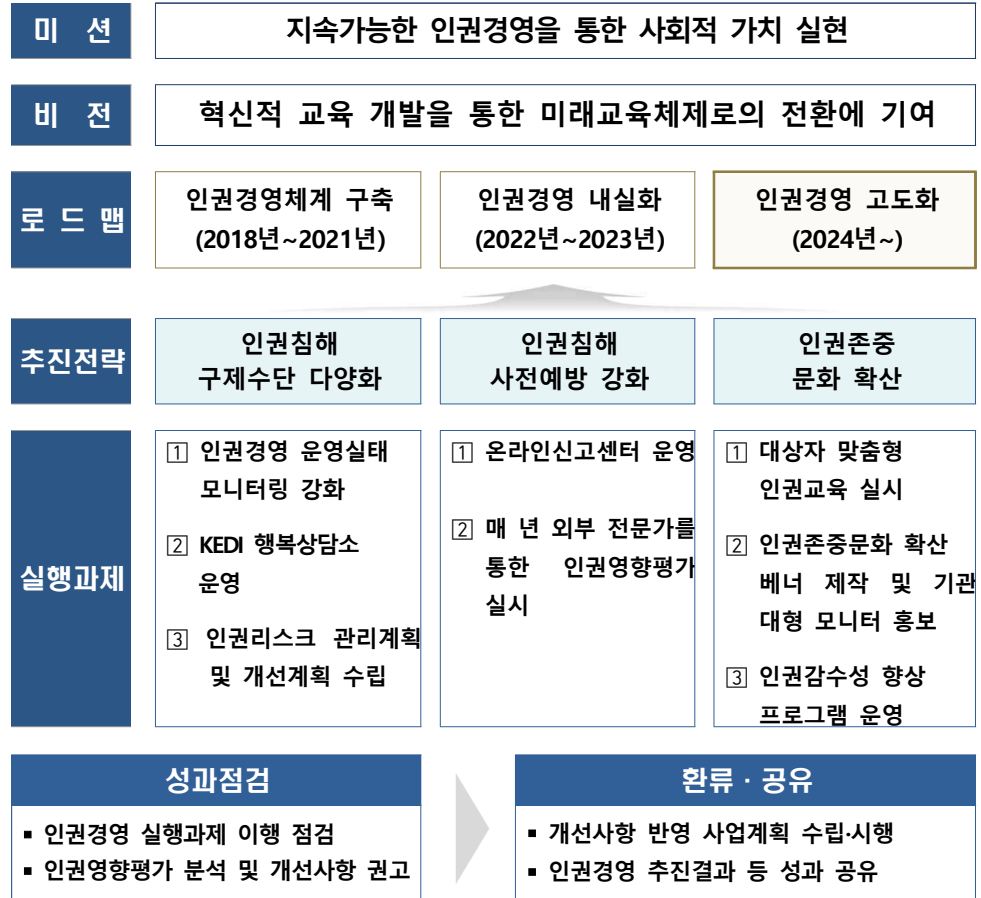 미 션
지속가능한 인권경영을 통한 사회적 가치 실현
비 전
혁신적 교육 개발을 통한 미래교육체제로의 전환에 기여
로 드 맵
인권경영체계 구축
(2018년~2021년)
인권경영 내실화
(2022년~2023년)
인권경영 고도화
(2024년~)
추진전략
인권침해
구제수단 다양화
인권침해
사전예방 강화
인권존중
문화 확산
실행과제
1 인권경영 운영실태
모니터링 강화
2 KEDI 행복상담소
운영
3 인권리스크 관리계획
및 개선계획 수립
1 온라인신고센터 운영
2 매 년 외부 전문가를
통한 인권영향평가
실시
1 대상자 맞춤형
인권교육 실시
2 인권존중문화 확산
베너 제작 및 기관
대형 모니터 홍보
3 인권감수성 향상
프로그램 운영
성과점검
▪ 인권경영 실행과제 이행 점검
▪ 인권영향평가 분석 및 개선사항 권고
환류·공유
▪ 개선사항 반영 사업계획 수립·시행
▪ 인권경영 추진결과 등 성과 공유